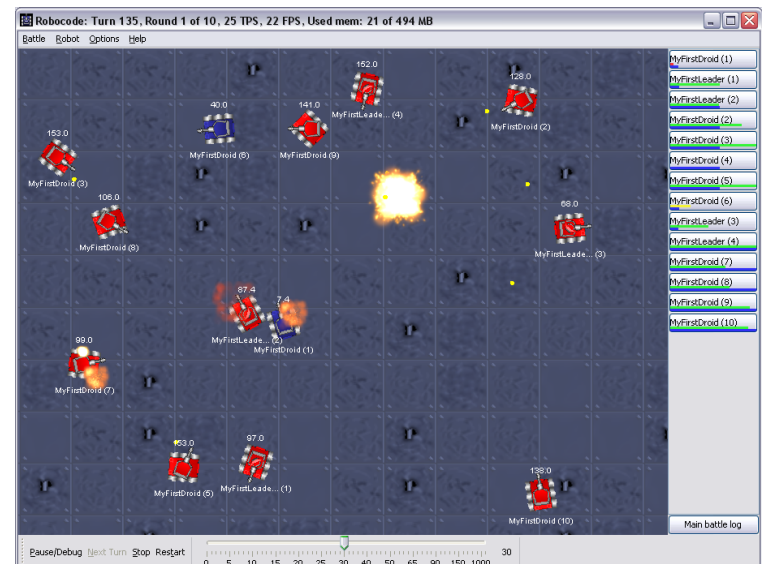 Robocode: Turn 135, Round 1 of 10, 25 TPS, 22 FPS, Used mem: 21 of 494 MB
Battle Robot Options Help
152.0
MyFirstLeade... (4)
128.0
MyFirstDroid (2)
40.0
MyFirstDroid (6)
141.0
MyFirstDroid (9)
153.0
MyFirstDroid (3)
106.0
MyFirstDroid (8)
68.0
MyFirstLeade... (3)
87.4
MyFirstLeade... (2)
7.4
MyFirstDroid (1)
99.0
MyFirstDroid (7)
153.0
MyFirstDroid (5)
97.0
MyFirstLeade... (1)
138.0
MyFirstDroid (10)
MyFirstDroid (1)
MyFirstLeader (1)
MyFirstLeader (2)
MyFirstDroid (2)
MyFirstDroid (3)
MyFirstDroid (4)
MyFirstDroid (5)
MyFirstDroid (6)
MyFirstLeader (3)
MyFirstLeader (4)
MyFirstDroid (7)
MyFirstDroid (8)
MyFirstDroid (9)
MyFirstDroid (10)
Main battle log
Pause/Debug Next Turn Stop Restart
30
0 5 10 15 20 25 30 45 65 90 150 1000